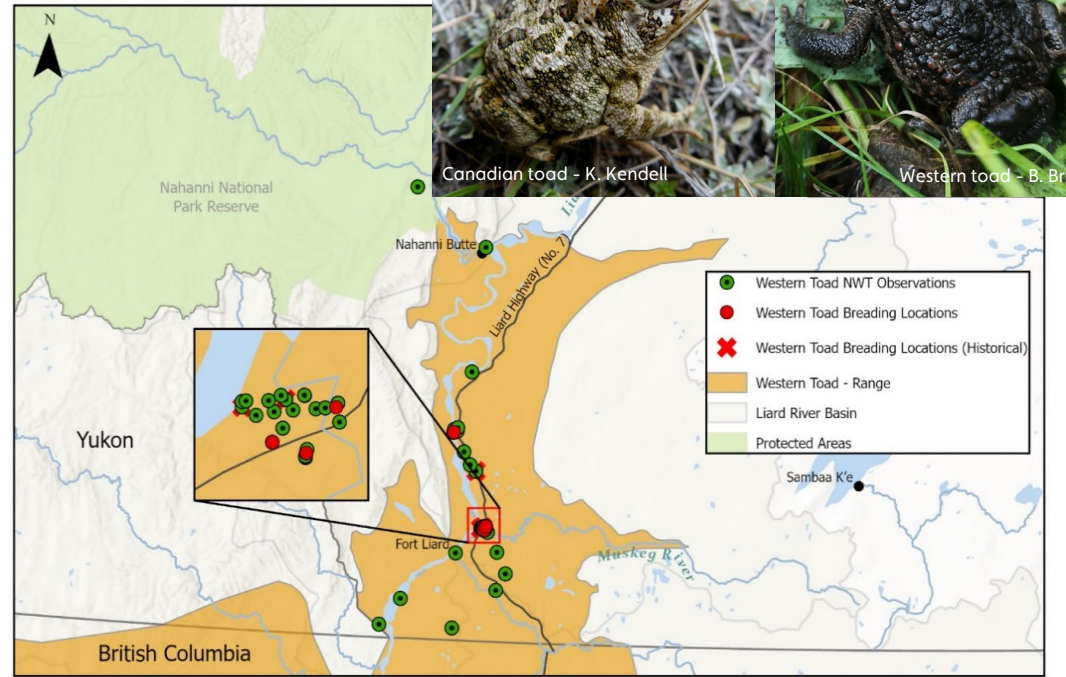 N
Canadian toad - K. Kendell
Western toad - B. Br
Nahanni National
Park Reserve
Nahanni Butte
Liard Highway (No. 7)
Western Toad NWT Observations
Western Toad Breading Locations
Western Toad Breading Locations (Historical)
Western Toad - Range
Liard River Basin
Protected Areas
Yukon
Sambaa K'e
Fort Liard
Muskeg River
British Columbia